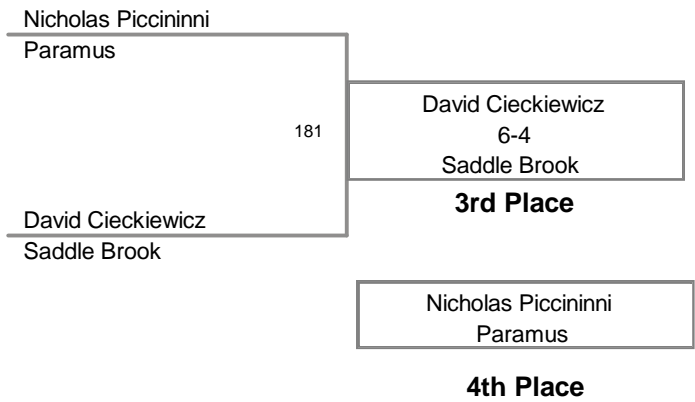 Nicholas Piccininni
Paramus
181
David Cieckiewicz
6-4
Saddle Brook
3rd Place
David Cieckiewicz
Saddle Brook
Nicholas Piccininni
Paramus
4th Place